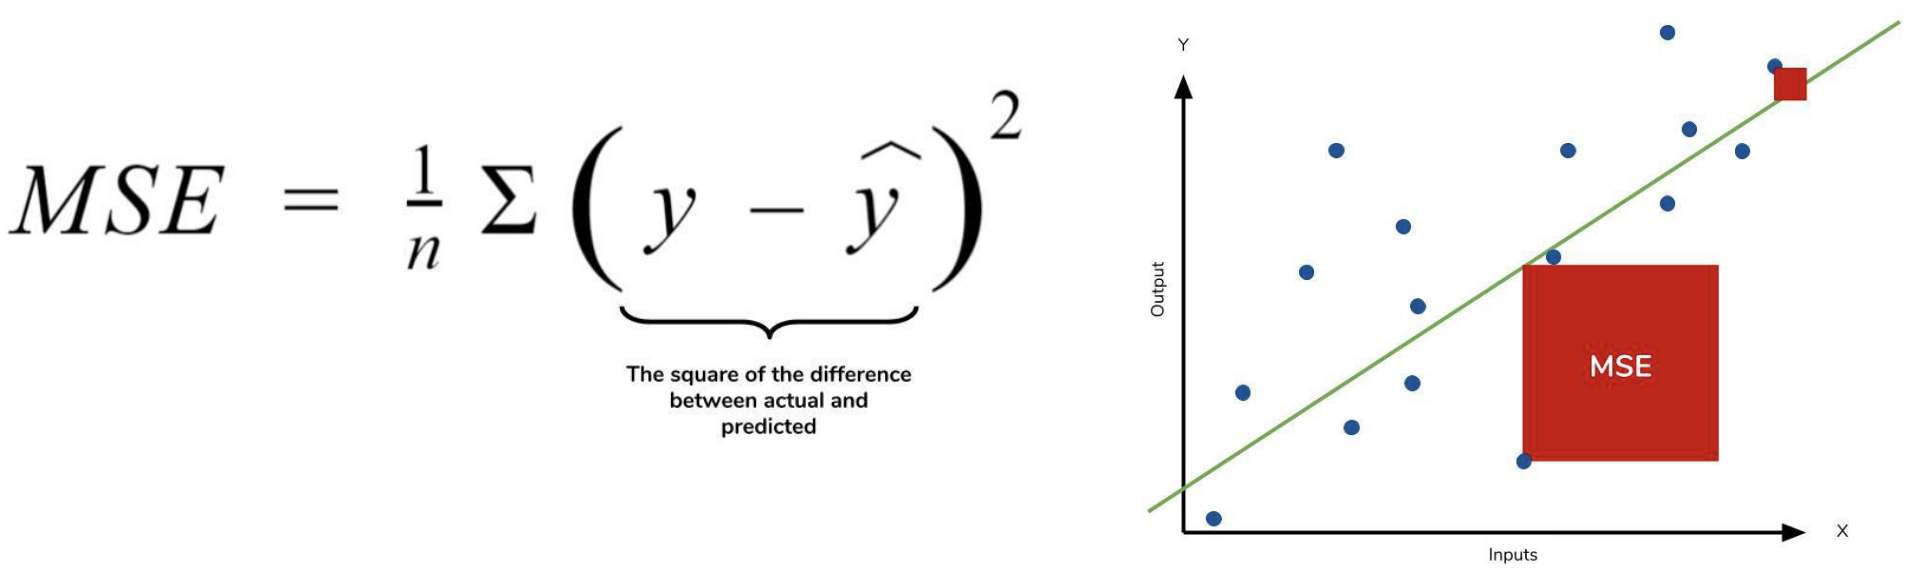 MSE = 1/n Σ (y − ŷ)²
The square of the difference
between actual and
predicted
Y
Output
MSE
X
Inputs